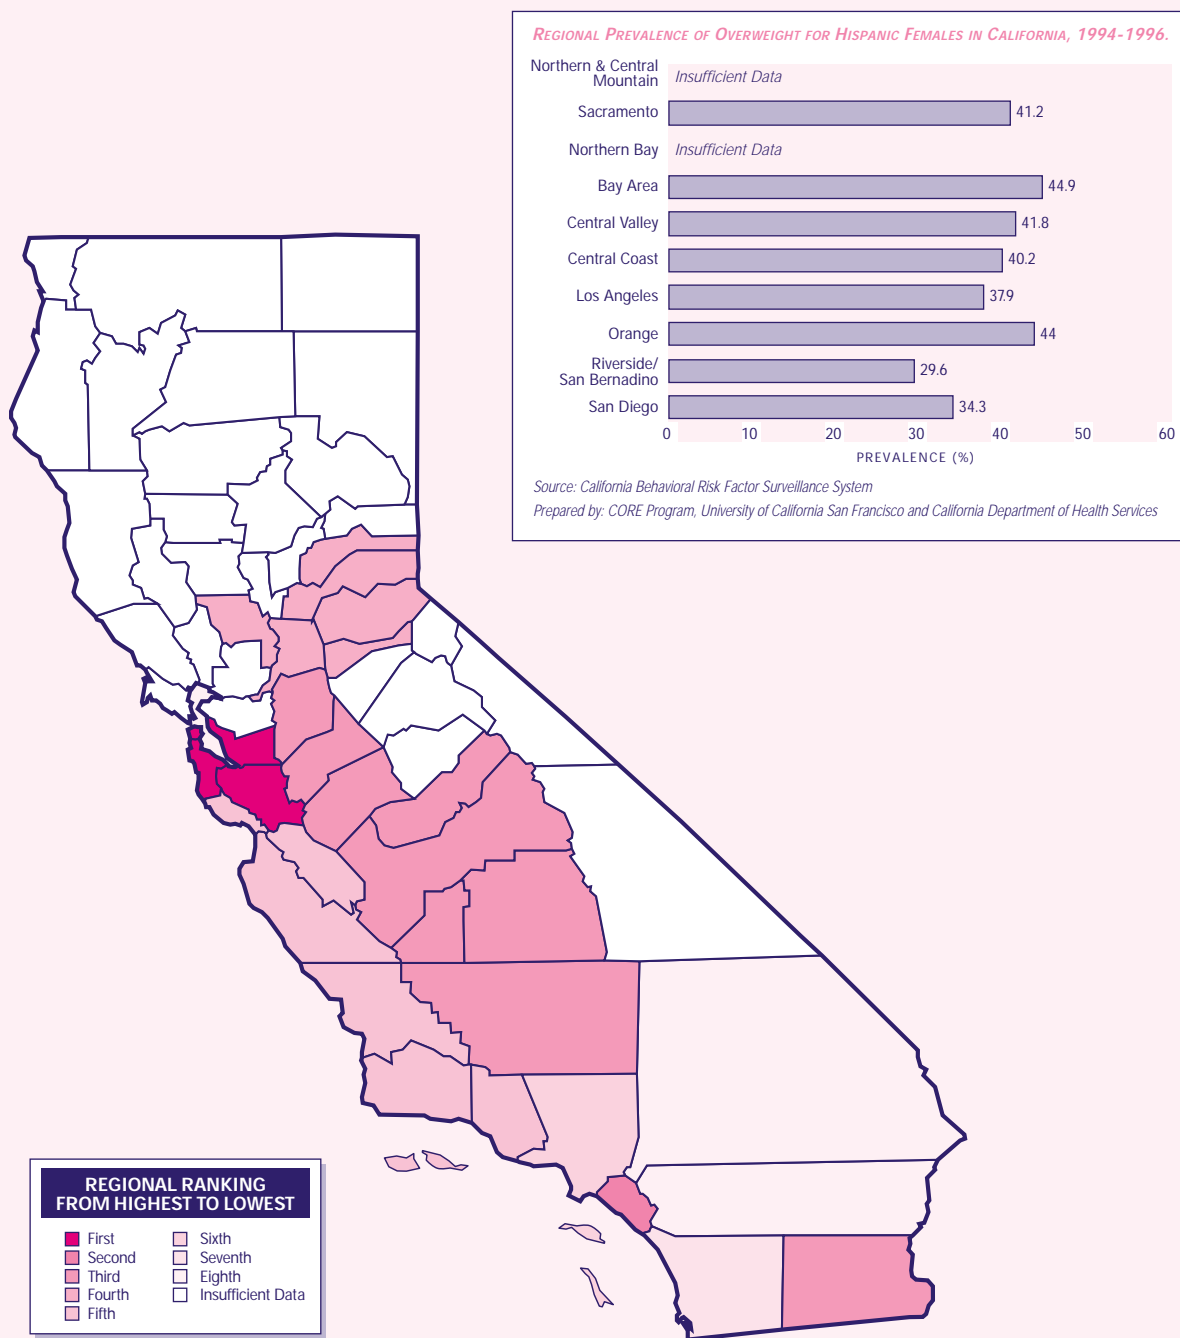 REGIONAL PREVALENCE OF OVERWEIGHT FOR HISPANIC FEMALES IN CALIFORNIA, 1994-1996.
Northern & Central
Mountain
Insufficient Data
Sacramento
41.2
Northern Bay
Insufficient Data
Bay Area
44.9
Central Valley
41.8
Central Coast
40.2
Los Angeles
37.9
Orange
44
Riverside/
San Bernadino
29.6
San Diego
34.3
0 10 20 30 40 50 60
PREVALENCE (%)
Source: California Behavioral Risk Factor Surveillance System
Prepared by: CORE Program, University of California San Francisco and California Department of Health Services
REGIONAL RANKING
FROM HIGHEST TO LOWEST
First
Second
Third
Fourth
Fifth
Sixth
Seventh
Eighth
Insufficient Data